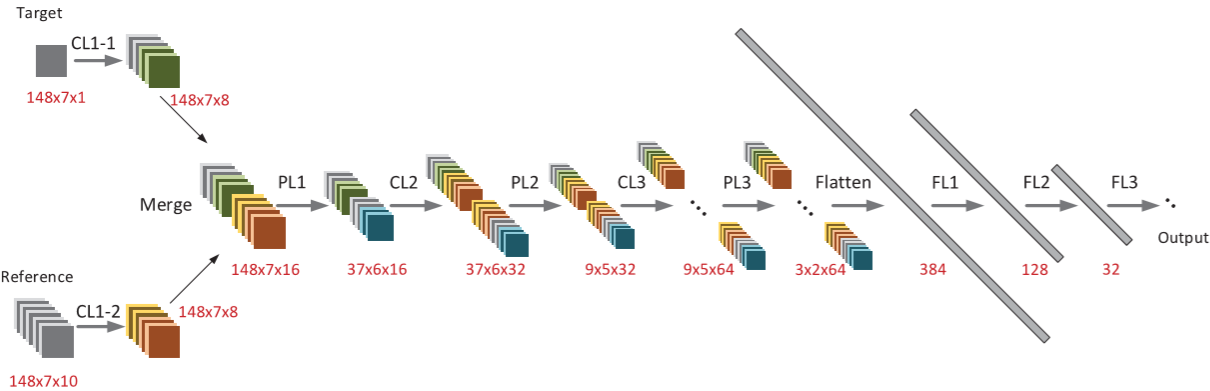 Target
CL1-1
148x7x1
148x7x8
Merge
PL1
CL2
PL2
CL3
PL3
Flatten
FL1
FL2
FL3
148x7x16
37x6x16
37x6x32
9x5x32
9x5x64
3x2x64
384
128
32
Output
Reference
CL1-2
148x7x8
148x7x10